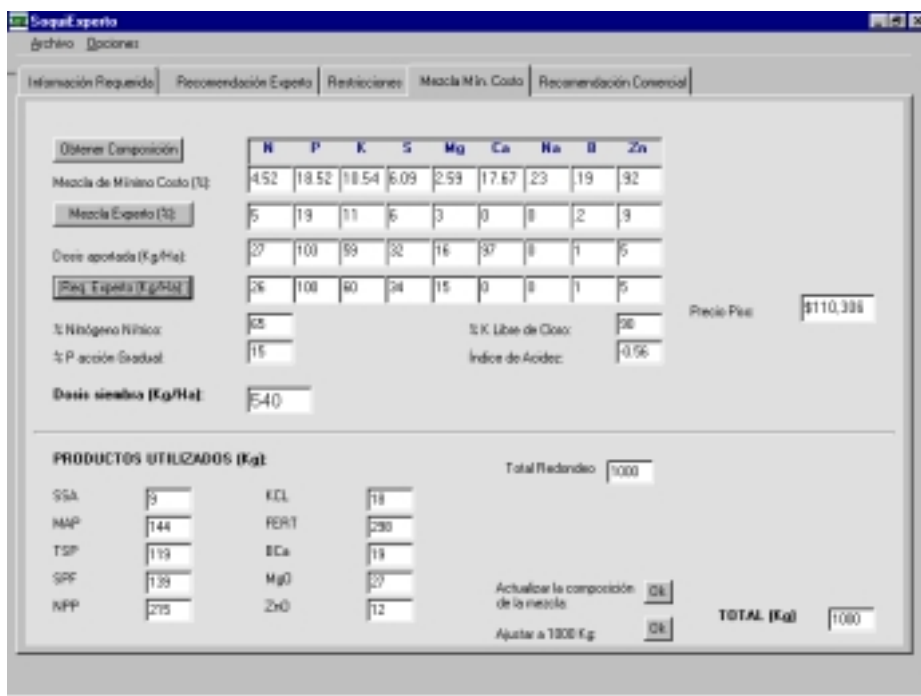 SoquiExperto
Archivo Opciones
Información Requerida Recomendación Experto Restricciones Mezcla Min. Costo Recomendación Comercial
Obtener Composición N P K S Mg Ca Na B Zn
Mezcla de Mínimo Costo (%): 4.52 18.52 10.54 6.09 2.59 17.67 .23 .19 .92
Mezcla Experto (%): 5 19 11 6 3 0 0 .2 .9
Dosis aportada (Kg/Ha): 27 100 59 32 16 97 0 1 5
Req. Experto (Kg/Ha) 26 100 60 34 15 0 0 1 5
Precio Piso: $110,306
% Nitrógeno Nítrico: 65 % K Libre de Cloro: 90
% P acción Gradual: 15 Índice de Acidez: -0.56
Dosis siembra (Kg/Ha): 540
PRODUCTOS UTILIZADOS (Kg):
Total Redondeo 1000
SSA 9 KCL 18
MAP 144 FERT 298
TSP 119 BCa 19
SPF 139 MgO 27
NPP 215 ZnO 12
Actualizar la composición de la mezcla: Ok
Ajustar a 1000 Kg: Ok
TOTAL (Kg) 1000